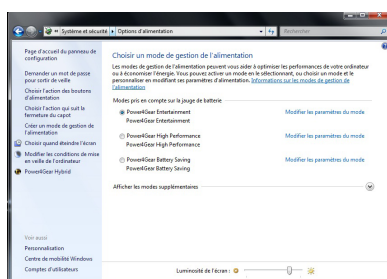 Système et sécurité ▸ Options d'alimentation
Rechercher
Page d'accueil du panneau de
configuration
Demander un mot de passe
pour sortir de veille
Choisir l'action des boutons
d'alimentation
Choisir l'action qui suit la
fermeture du capot
Créer un mode de gestion de
l'alimentation
Choisir quand éteindre l'écran
Modifier les conditions de mise
en veille de l'ordinateur
Power4Gear Hybrid
Voir aussi
Personnalisation
Centre de mobilité Windows
Comptes d'utilisateurs
Choisir un mode de gestion de l'alimentation
Les modes de gestion de l'alimentation peuvent vous aider à optimiser les performances de votre ordinateur
ou à économiser l'énergie. Vous pouvez activer un mode en le sélectionnant, ou choisir un mode et le
personnaliser en modifiant ses paramètres d'alimentation. Informations sur les modes de gestion de
l'alimentation
Modes pris en compte sur la jauge de batterie
Power4Gear Entertainment Modifier les paramètres du mode
Power4Gear Entertainment
Power4Gear High Performance Modifier les paramètres du mode
Power4Gear High Performance
Power4Gear Battery Saving Modifier les paramètres du mode
Power4Gear Battery Saving
Afficher les modes supplémentaires
Luminosité de l'écran :